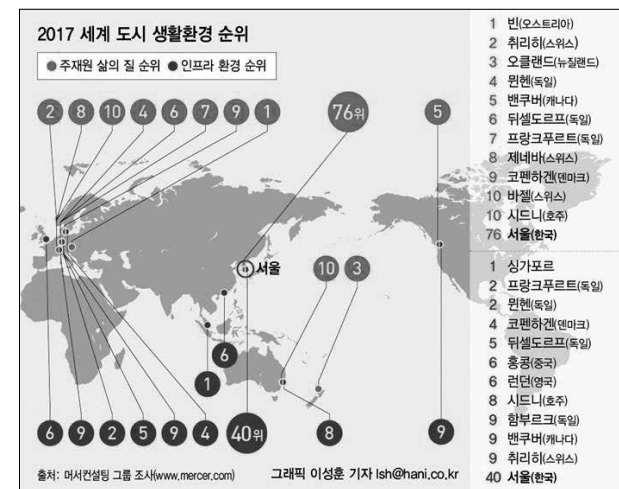 2017 세계 도시 생활환경 순위
주재원 삶의 질 순위 인프라 환경 순위
2 8 10 4 6 7 9 1 76위 5
서울
10 3
6
1
6 9 2 5 9 4 40위 8 9
출처: 머서컨설팅 그룹 조사(www.mercer.com)
그래픽 이성훈 기자 lsh@hani.co.kr
1 빈(오스트리아)
2 취리히(스위스)
3 오클랜드(뉴질랜드)
4 뮌헨(독일)
5 밴쿠버(캐나다)
6 뒤셀도르프(독일)
7 프랑크푸르트(독일)
8 제네바(스위스)
9 코펜하겐(덴마크)
10 바젤(스위스)
10 시드니(호주)
76 서울(한국)
1 싱가포르
2 프랑크푸르트(독일)
2 뮌헨(독일)
4 코펜하겐(덴마크)
5 뒤셀도르프(독일)
6 홍콩(중국)
6 런던(영국)
8 시드니(호주)
9 함부르크(독일)
9 밴쿠버(캐나다)
9 취리히(스위스)
40 서울(한국)